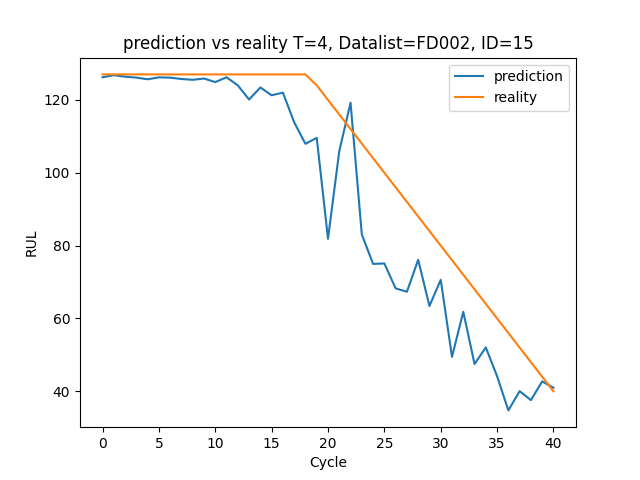 prediction vs reality T=4, Datalist=FD002, ID=15
prediction
reality
120
100
80
60
40
RUL
0 5 10 15 20 25 30 35 40
Cycle